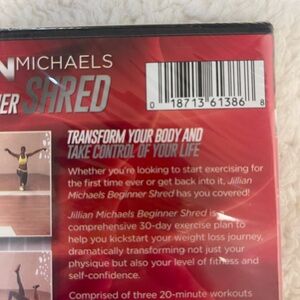 N MICHAELS
ER SHRED
0 18713 61386 8
TRANSFORM YOUR BODY AND
TAKE CONTROL OF YOUR LIFE
Whether you're looking to start exercising for
the first time ever or get back into it, Jillian
Michaels Beginner Shred has you covered!
Jillian Michaels Beginner Shred is a
comprehensive 30-day exercise plan to
help you kickstart your weight loss journey,
dramatically transforming not just your
physique but also your level of fitness and
self-confidence.
Comprised of three 20-minute workouts